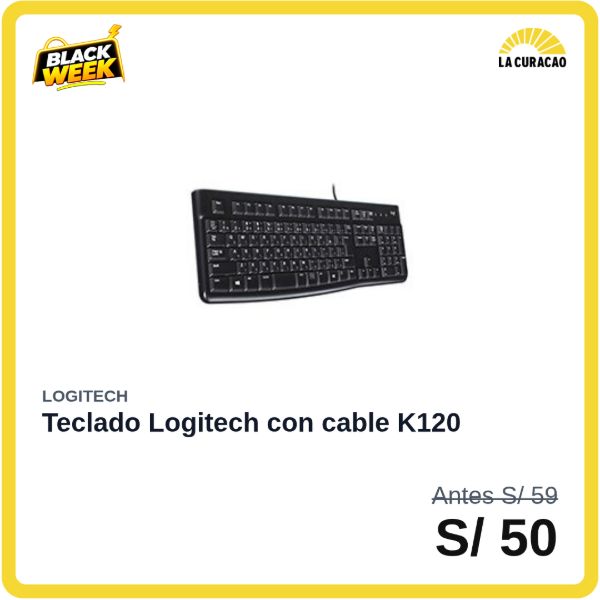 BLACK
WEEK
LA CURACAO
LOGITECH
Teclado Logitech con cable K120
Antes S/ 59
S/ 50